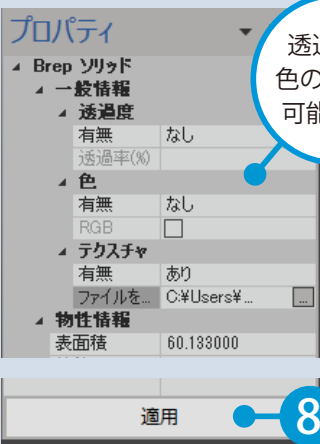 プロパティ
Brep ソリッド
一般情報
透過度
有無 なし
透過率(%)
色
有無 なし
RGB
テクスチャ
有無 あり
ファイルを... C:¥Users¥... ...
物性情報
表面積 60.133000
適用
8
透過
色の
可能